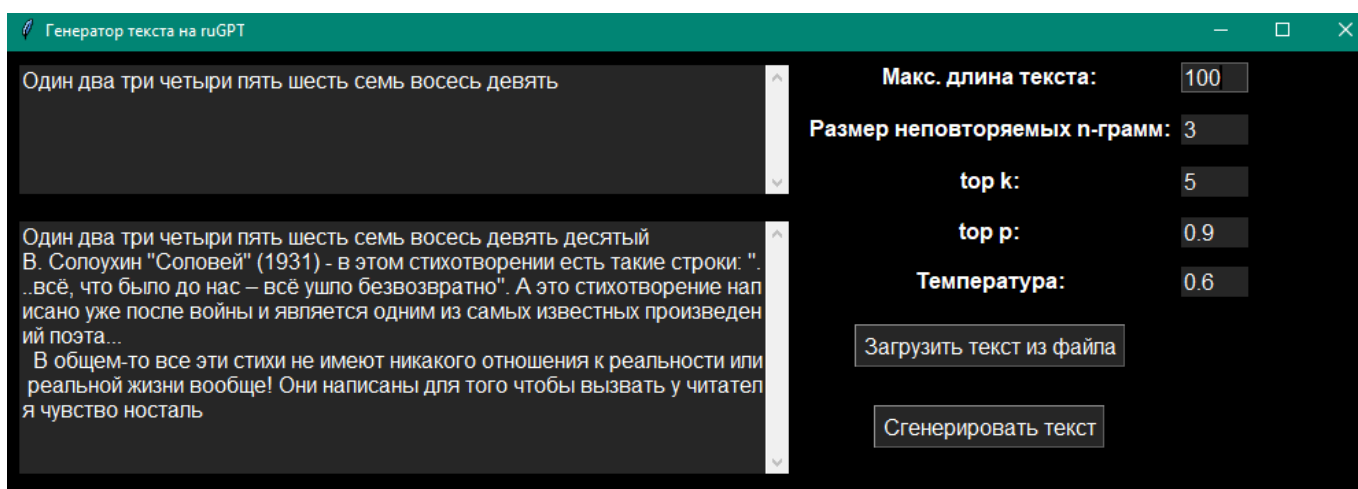 Генератор текста на ruGPT
Один два три четыри пять шесть семь восесь девять
Один два три четыри пять шесть семь восесь девять десятый
В. Солоухин "Соловей" (1931) - в этом стихотворении есть такие строки: ".
..всё, что было до нас – всё ушло безвозвратно". А это стихотворение нап
исано уже после войны и является одним из самых известных произведен
ий поэта...
В общем-то все эти стихи не имеют никакого отношения к реальности или
реальной жизни вообще! Они написаны для того чтобы вызвать у читател
я чувство носталь
Макс. длина текста: 100
Размер неповторяемых n-грамм: 3
top k: 5
top p: 0.9
Температура: 0.6
Загрузить текст из файла
Сгенерировать текст